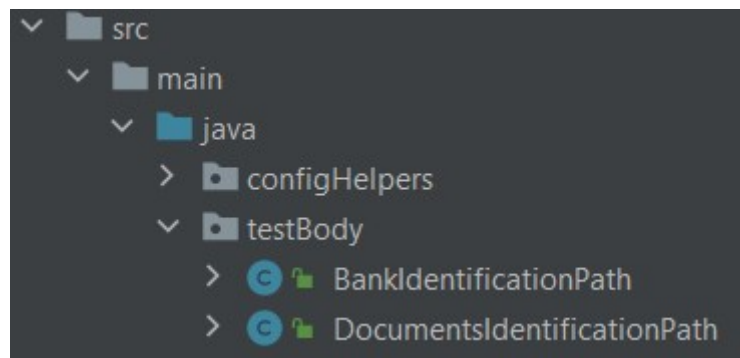 src
main
java
configHelpers
testBody
BankIdentificationPath
DocumentsIdentificationPath